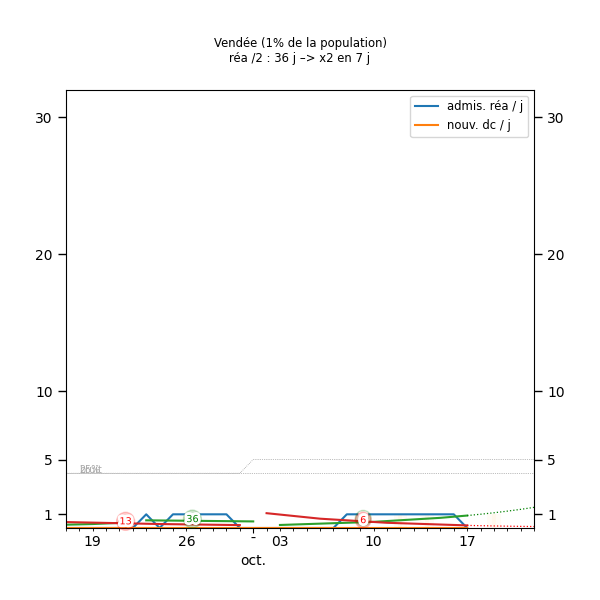 Vendée (1% de la population)
réa /2 : 36 j –> x2 en 7 j
admis. réa / j
nouv. dc / j
30 30
20 20
10 10
5 5
25%
13 36 6
1 1
19 26 - 03 10 17
oct.